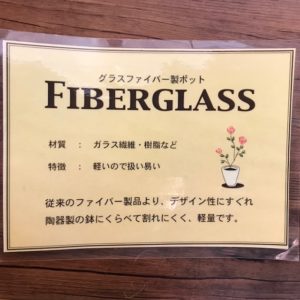 グラスファイバー製ポット
FIBERGLASS
材質 : ガラス繊維・樹脂など
特徴 : 軽いので扱い易い
従来のファイバー製品より、デザイン性にすぐれ
陶器製の鉢にくらべて割れにくく、軽量です。